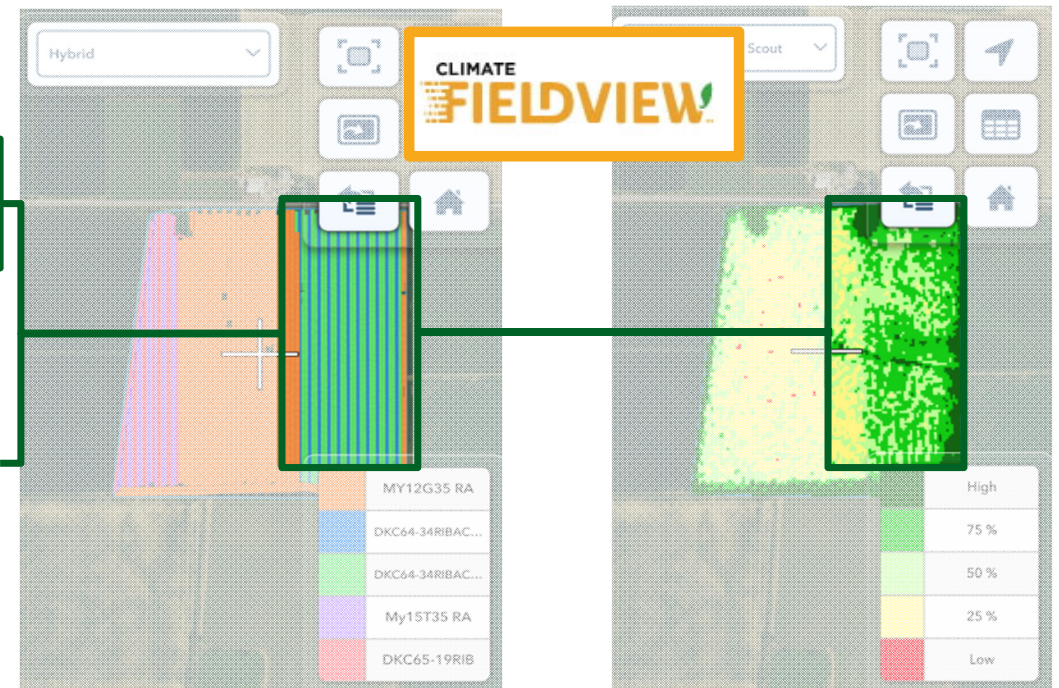 Hybrid
CLIMATE
FIELDVIEW
Scout
MY12G35 RA
DKC64-34RIBAC...
DKC64-34RIBAC...
My15T35 RA
DKC65-19RIB
High
75 %
50 %
25 %
Low